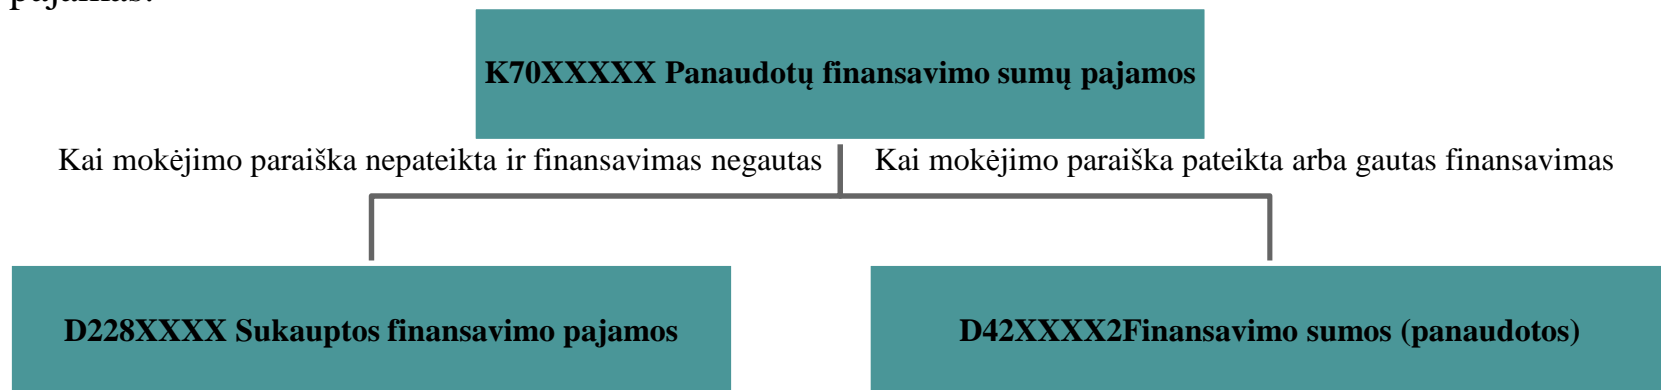 pajamas.
K70XXXXX Panaudotų finansavimo sumų pajamos
Kai mokėjimo paraiška nepateikta ir finansavimas negautas
Kai mokėjimo paraiška pateikta arba gautas finansavimas
D228XXXX Sukauptos finansavimo pajamos
D42XXXX2Finansavimo sumos (panaudotos)